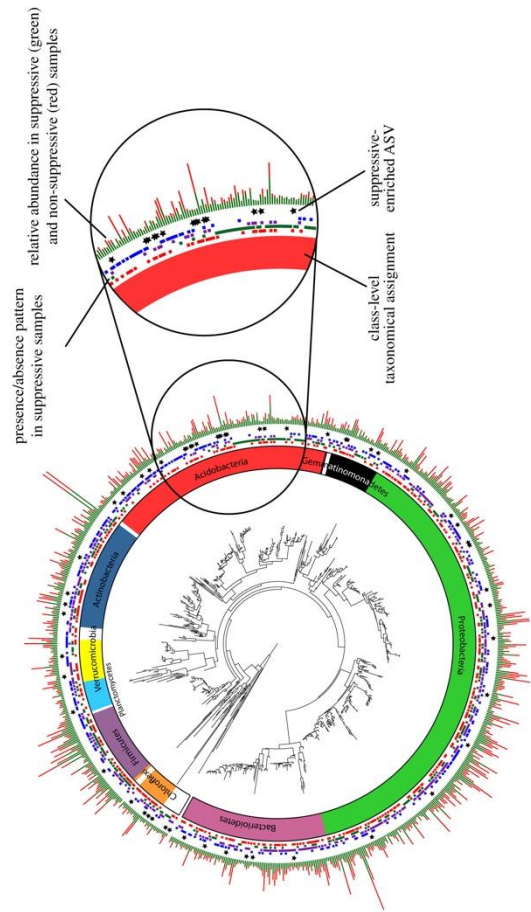 relative abundance in suppressive (green)
and non-suppressive (red) samples
presence/absence pattern
in suppressive samples
suppressive-
enriched ASV
class-level
taxonomical assignment
Acidobacteria
Gemmatimonadetes
Proteobacteria
Bacterioidetes
Chloroflexi
Firmicutes
Planctomycetes
Verrucomicrobia
Actinobacteria